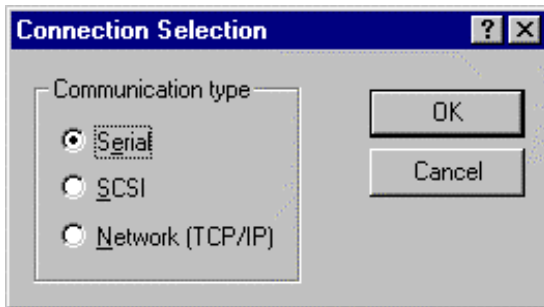 Connection Selection
Communication type
Serial
SCSI
Network (TCP/IP)
OK
Cancel